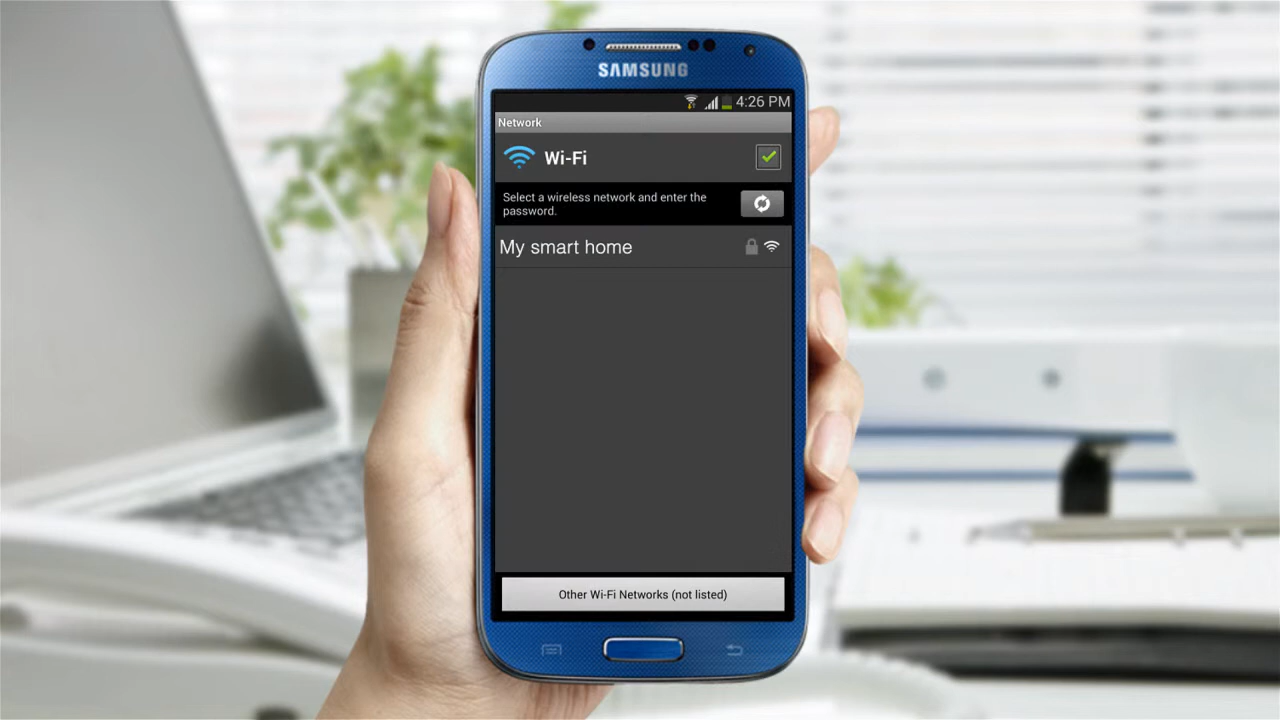 SAMSUNG
4:26 PM
Network
Wi-Fi
Select a wireless network and enter the
password.
My smart home
Other Wi-Fi Networks (not listed)